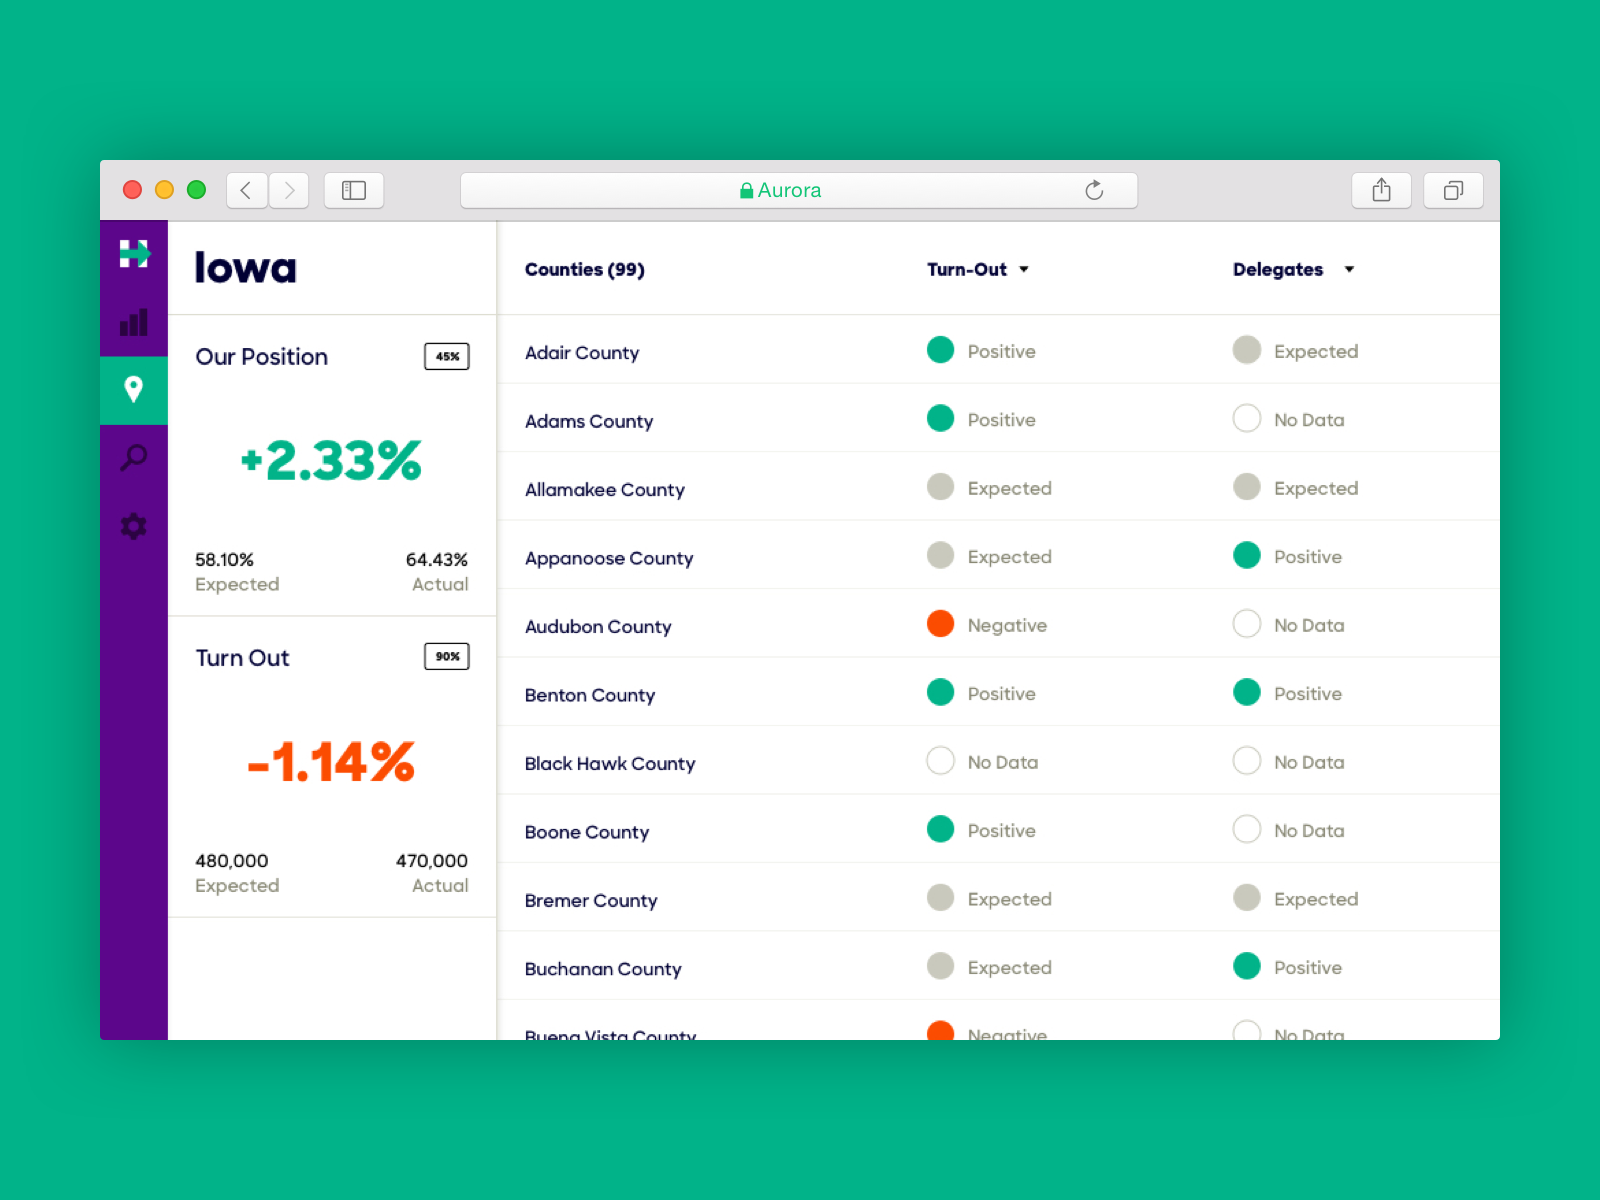 Aurora
Iowa
Our Position 45%
+2.33%
58.10% 64.43%
Expected Actual
Turn Out 90%
-1.14%
480,000 470,000
Expected Actual
Counties (99) Turn-Out Delegates
Adair County Positive Expected
Adams County Positive No Data
Allamakee County Expected Expected
Appanoose County Expected Positive
Audubon County Negative No Data
Benton County Positive Positive
Black Hawk County No Data No Data
Boone County Positive No Data
Bremer County Expected Expected
Buchanan County Expected Positive
Buena Vista County Negative No Data